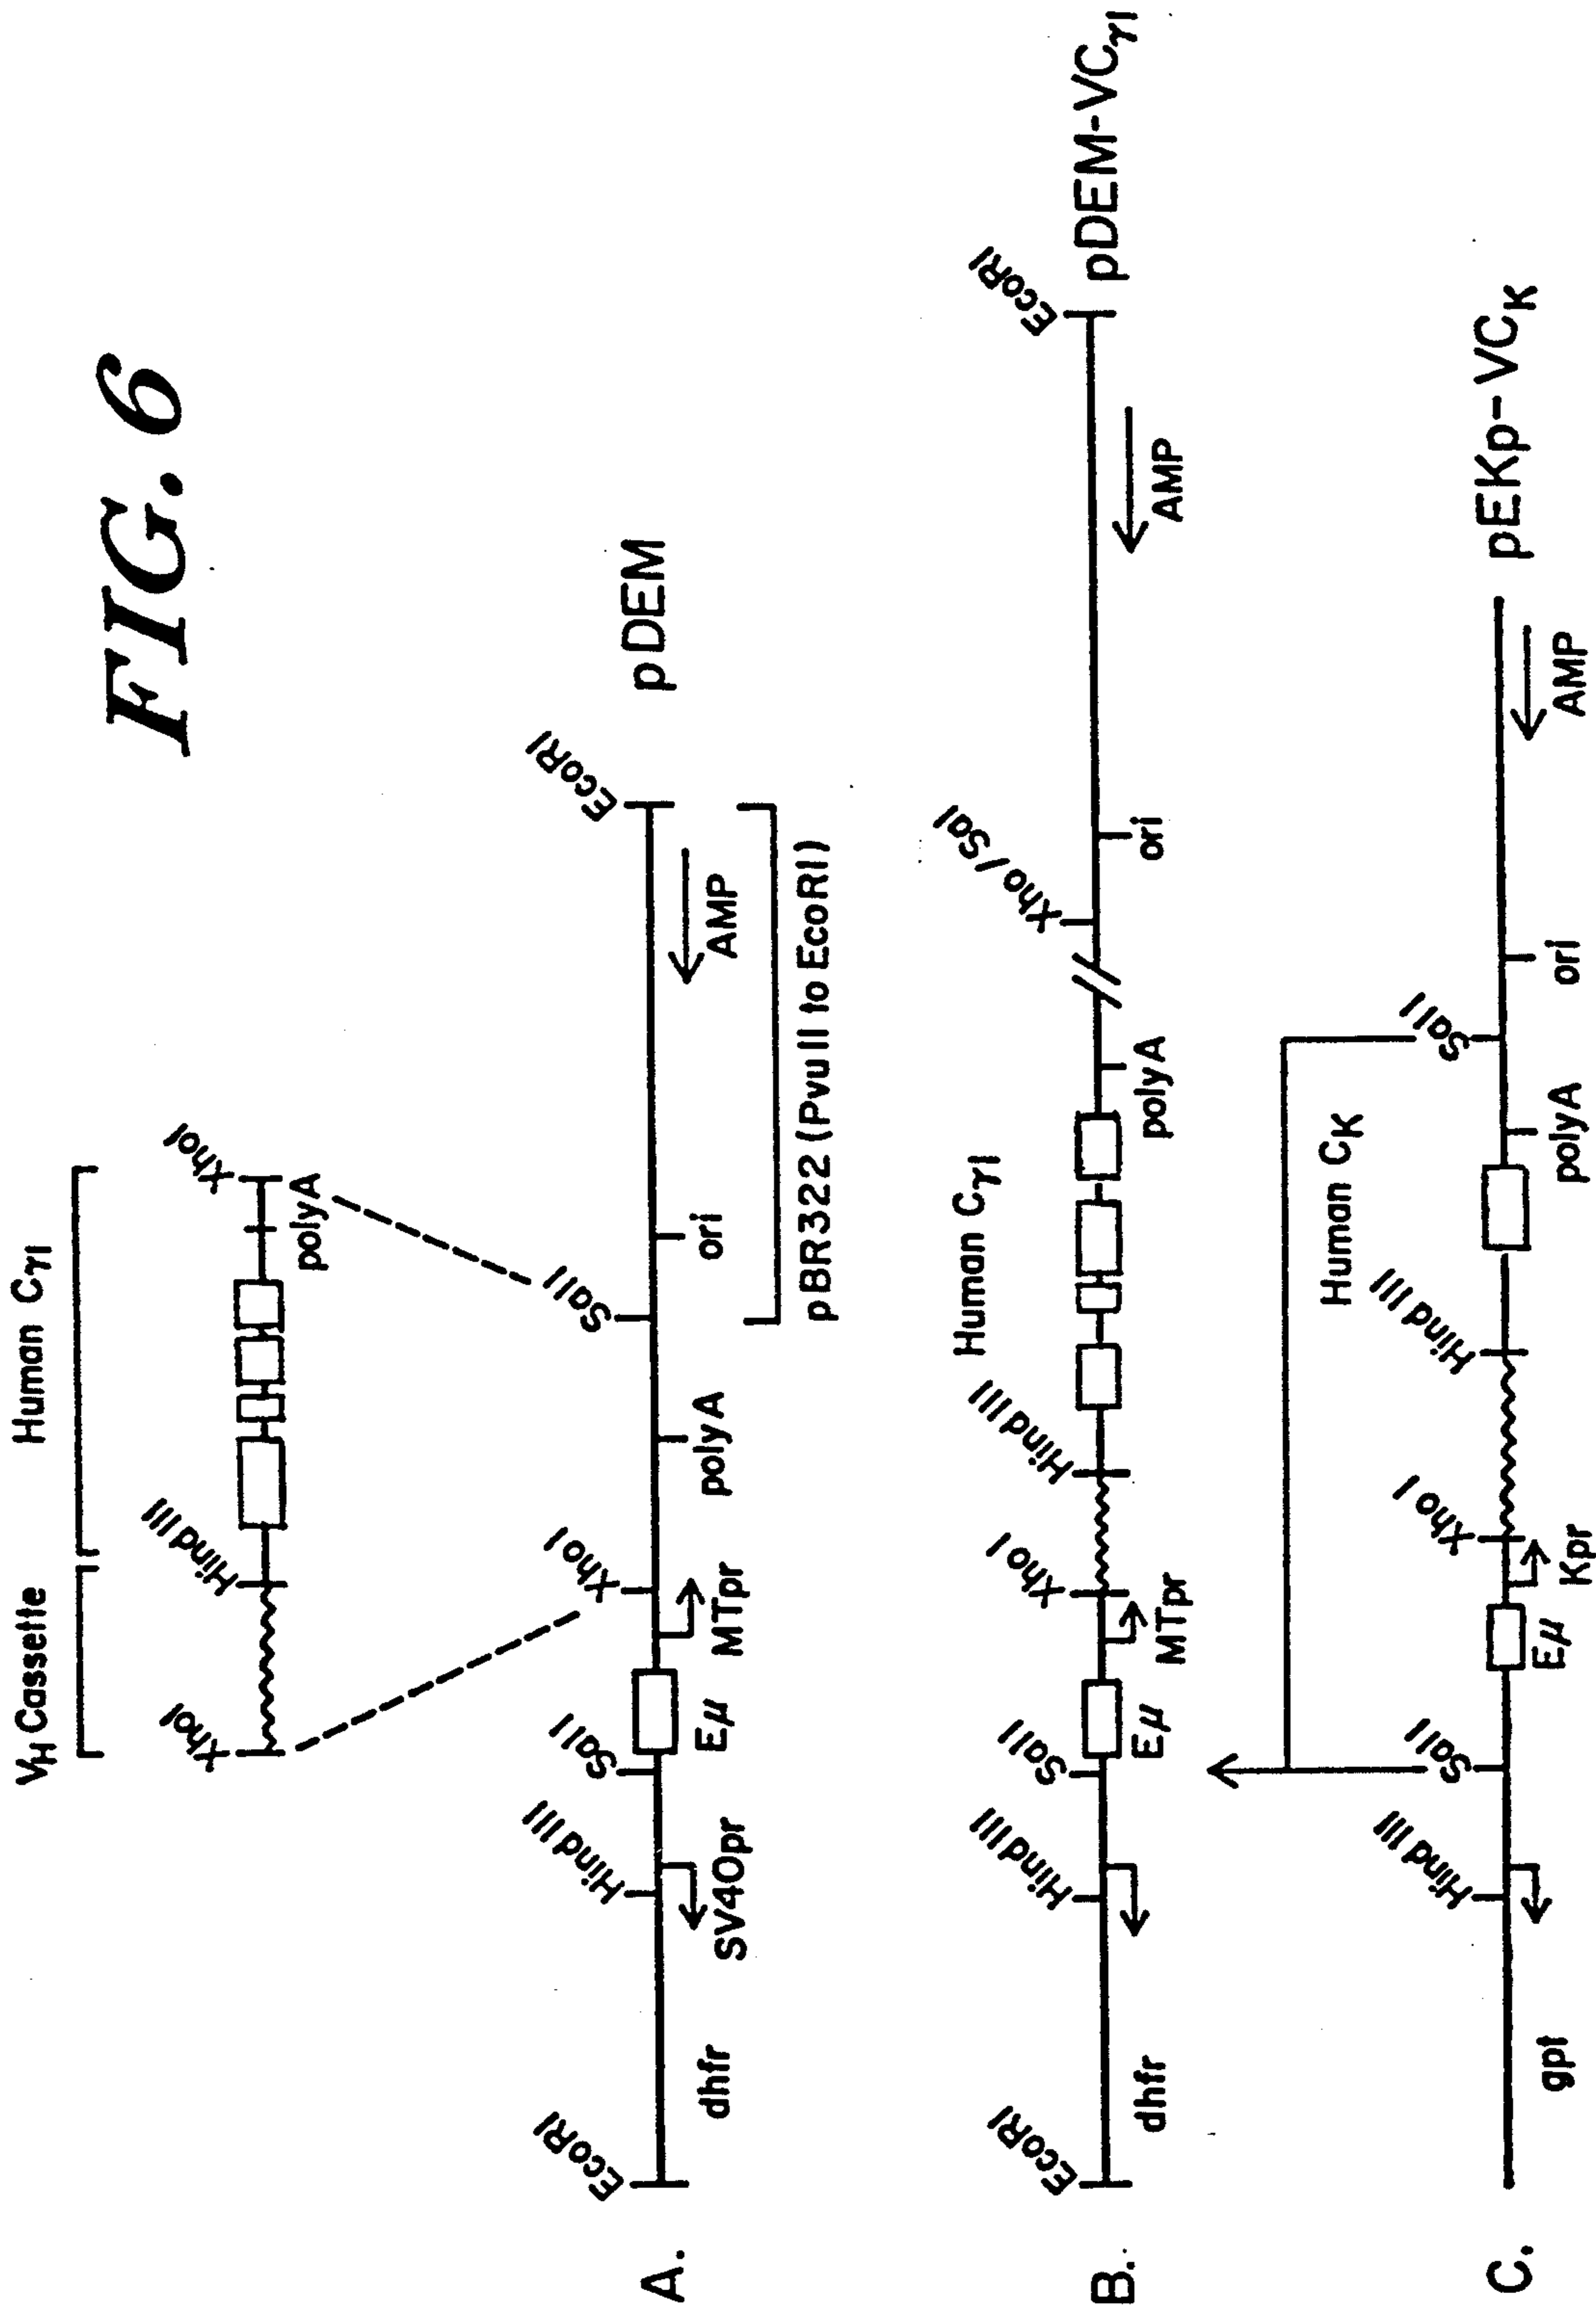 FIG. 6
VH Cassette
Human Cγ1
XhoI
HindIII
XhoI
polyA
A.
EcoRI
HindIII
SalI
XhoI
SalI
EcoRI
pDEM
dhfr
SV40pr
Eμ
MTpr
polyA
ori
AMP
pBR322 (PvuII to EcoRI)
Human Cγ1
B.
EcoRI
HindIII
SalI
XhoI
HindIII
Xho/Sal
EcoRI
pDEM-VCγ1
dhfr
Eμ
MTpr
polyA
ori
AMP
Human CK
C.
HindIII
SalI
XhoI
HindIII
SalI
pEKp-VCK
gpt
Eμ
Kpr
polyA
ori
AMP